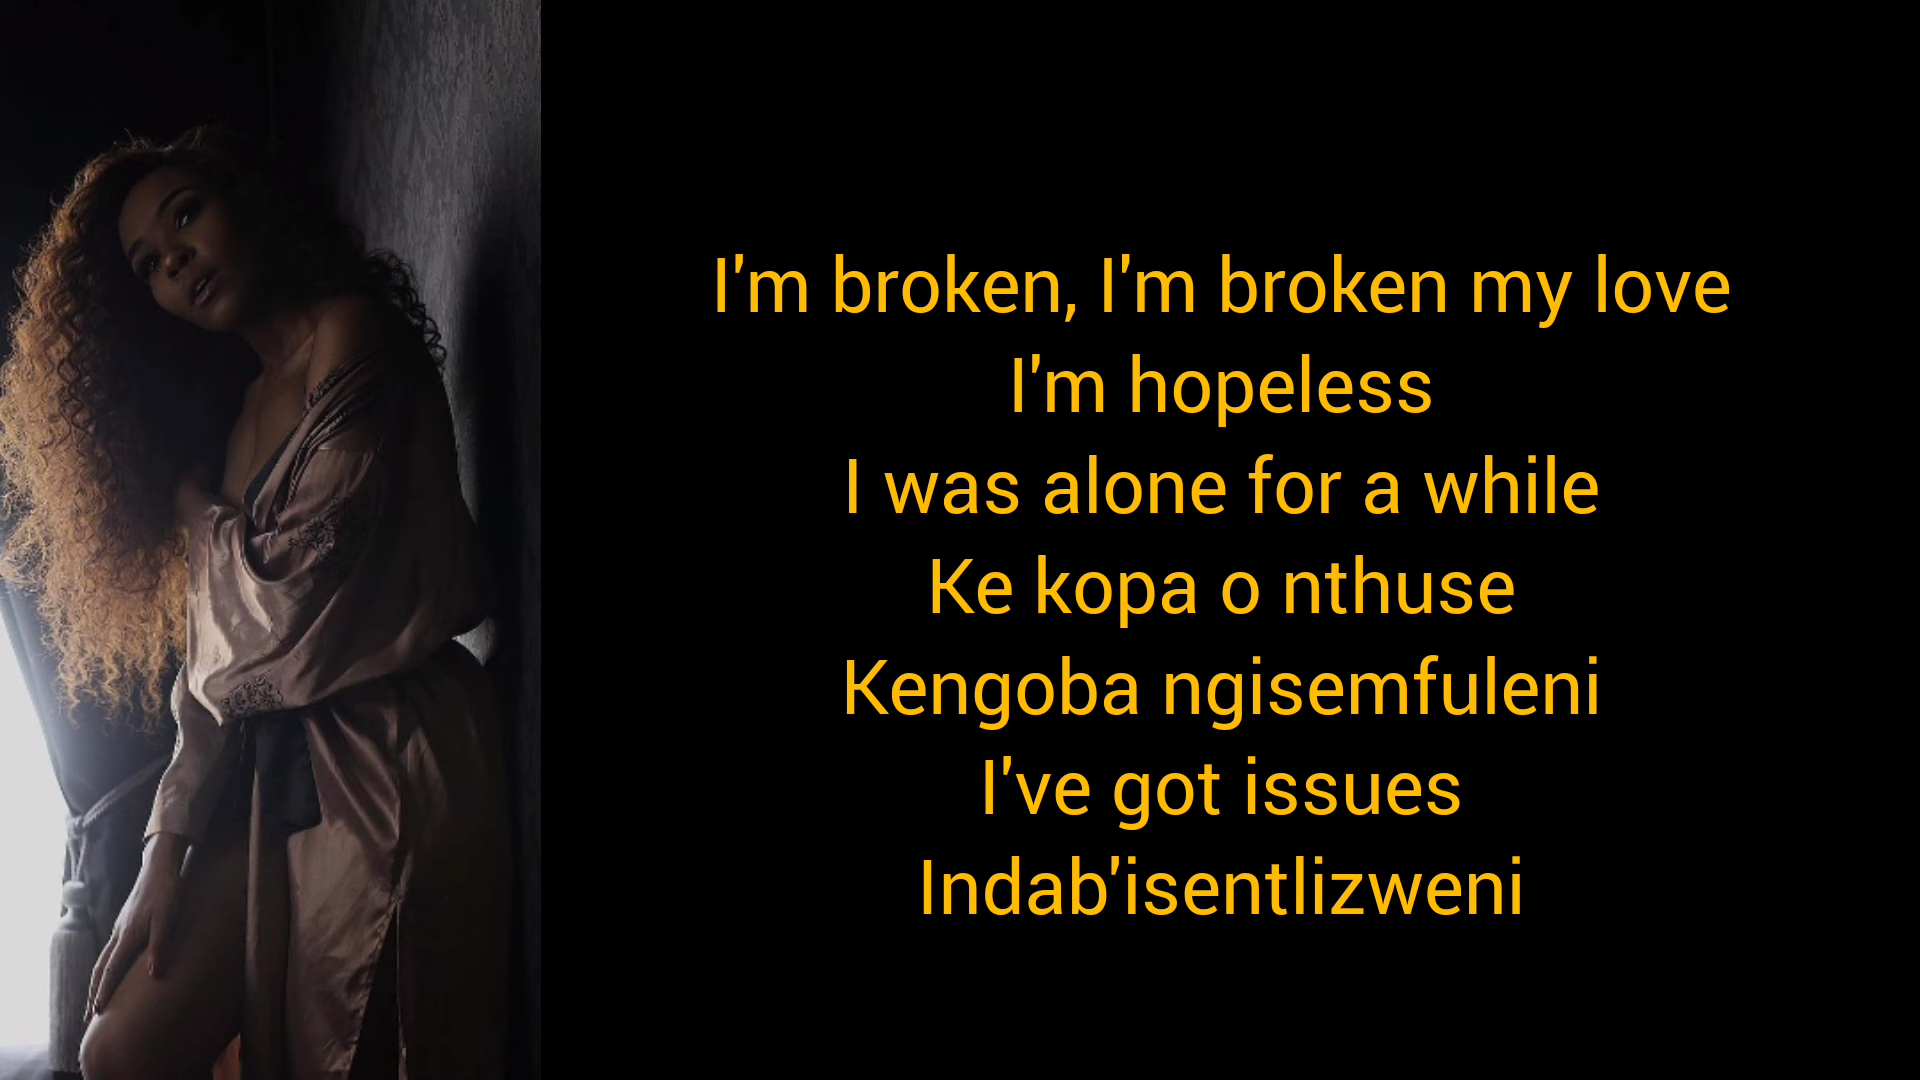 I'm broken, I'm broken my love
I'm hopeless
I was alone for a while
Ke kopa o nthuse
Kengoba ngisemfuleni
I've got issues
Indab'isentlizweni